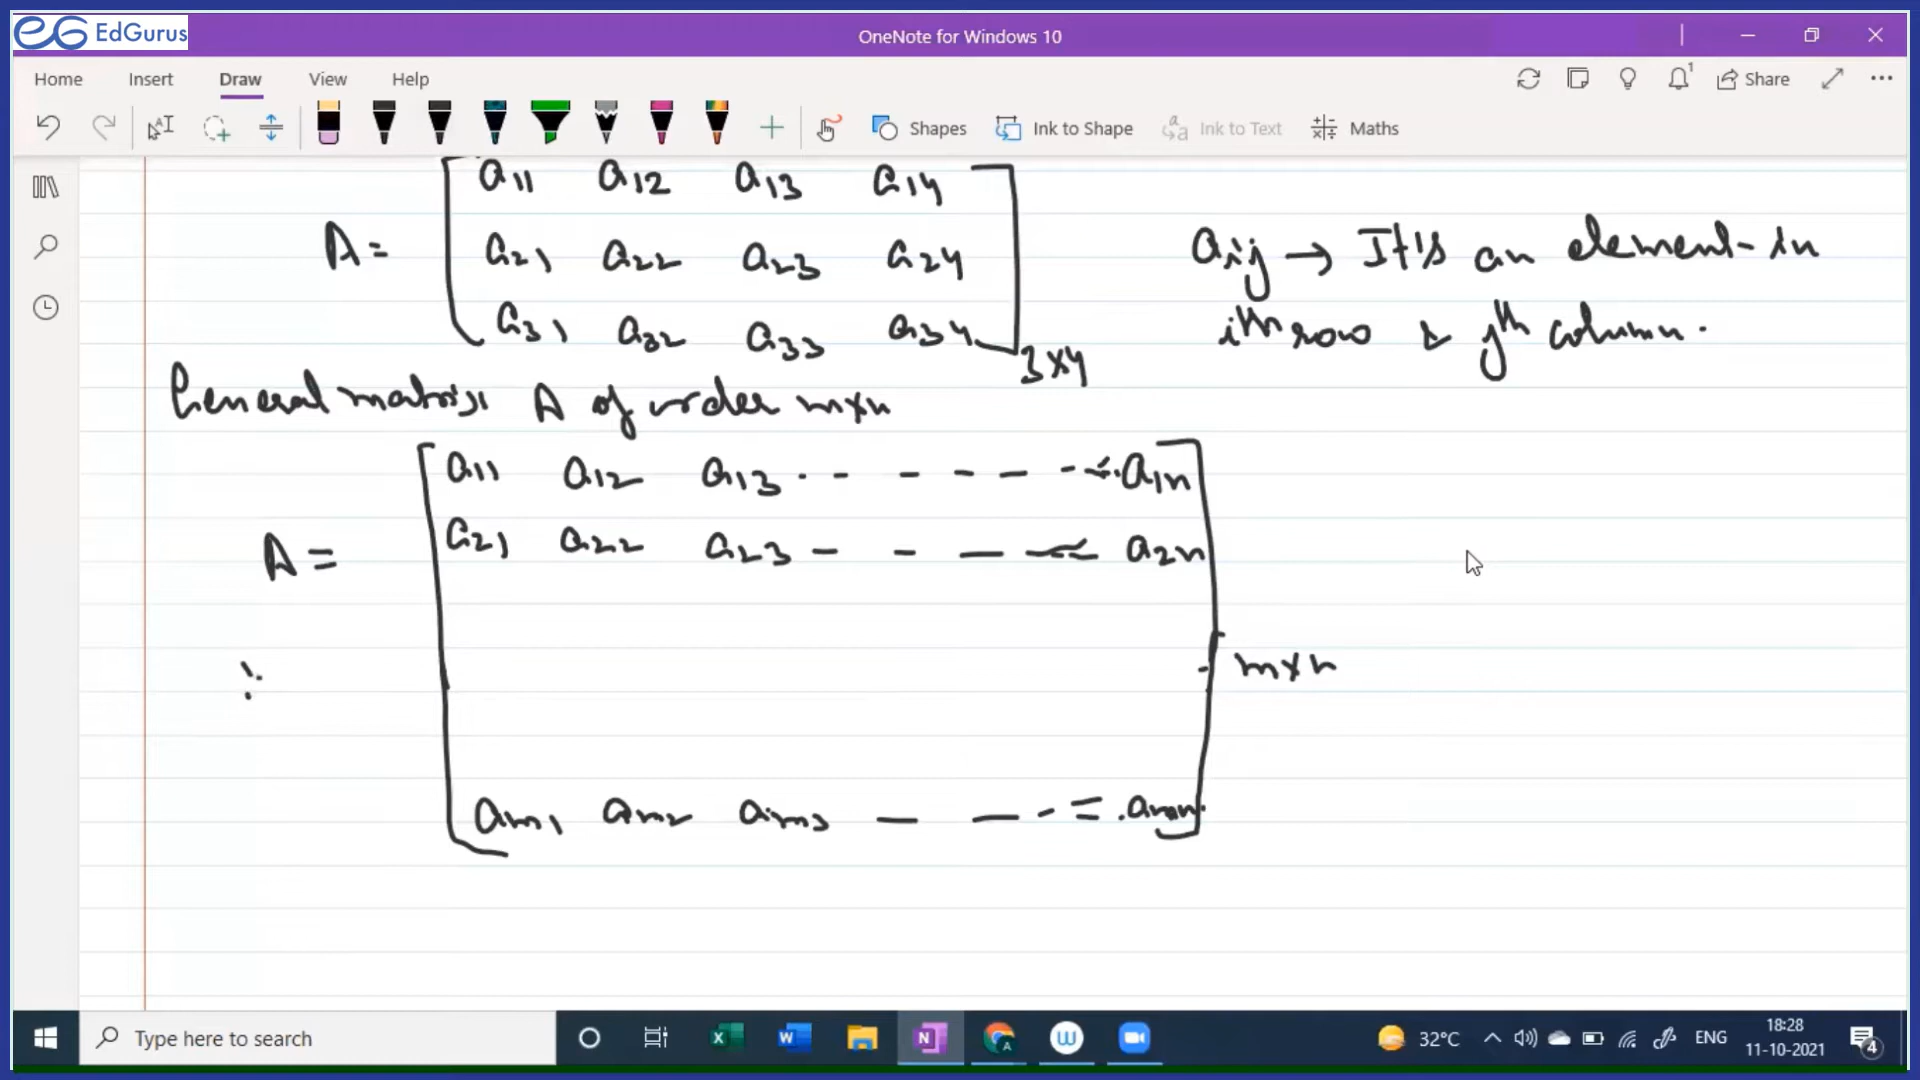 EG EdGurus
OneNote for Windows 10
Home Insert Draw View Help
1
Share
Shapes Ink to Shape Ink to Text Maths
A = [ a11 a12 a13 a14
a21 a22 a23 a24
a31 a32 a33 a34 ] 3x4
aij → It's an element in
ith row & jth column.
General matrix A of order mxn
A = [ a11 a12 a13 - - - - - a1n
a21 a22 a23 - - - - a2n
am1 am2 am3 - - - = amn ] mxn
Type here to search
32°C
ENG
18:28
11-10-2021
4